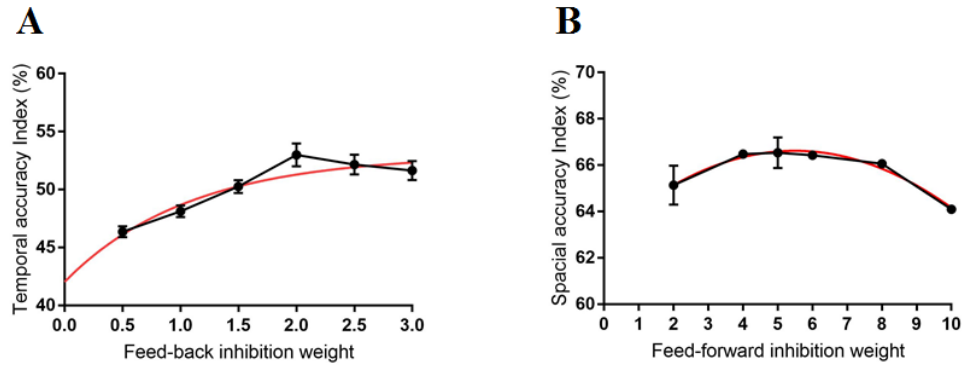 A
Temporal accuracy Index (%)
60
55
50
45
40
0.0 0.5 1.0 1.5 2.0 2.5 3.0
Feed-back inhibition weight
B
Spacial accuracy Index (%)
70
68
66
64
62
60
0 1 2 3 4 5 6 7 8 9 10
Feed-forward inhibition weight